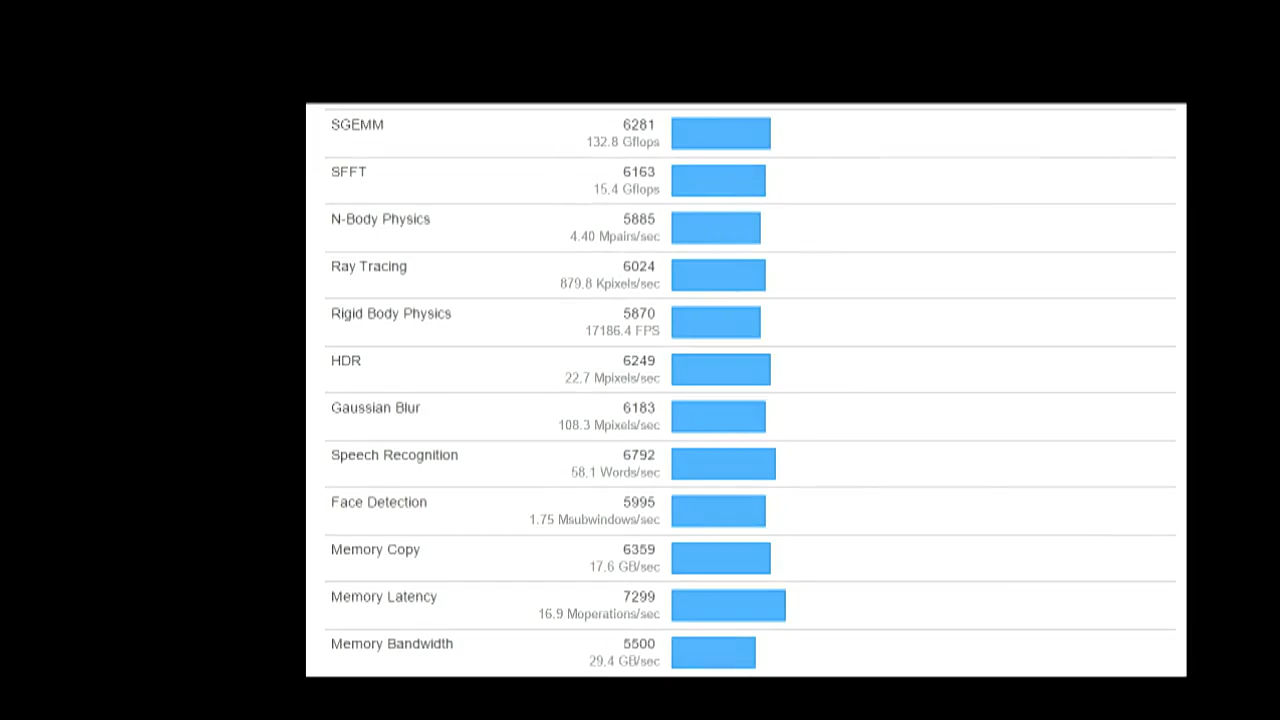 SGEMM 6281
132.8 Gflops
SFFT 6163
15.4 Gflops
N-Body Physics 5885
4.40 Mpairs/sec
Ray Tracing 6024
879.8 Kpixels/sec
Rigid Body Physics 5870
17186.4 FPS
HDR 6249
22.7 Mpixels/sec
Gaussian Blur 6183
108.3 Mpixels/sec
Speech Recognition 6792
58.1 Words/sec
Face Detection 5995
1.75 Msubwindows/sec
Memory Copy 6359
17.6 GB/sec
Memory Latency 7299
16.9 Moperations/sec
Memory Bandwidth 5500
29.4 GB/sec